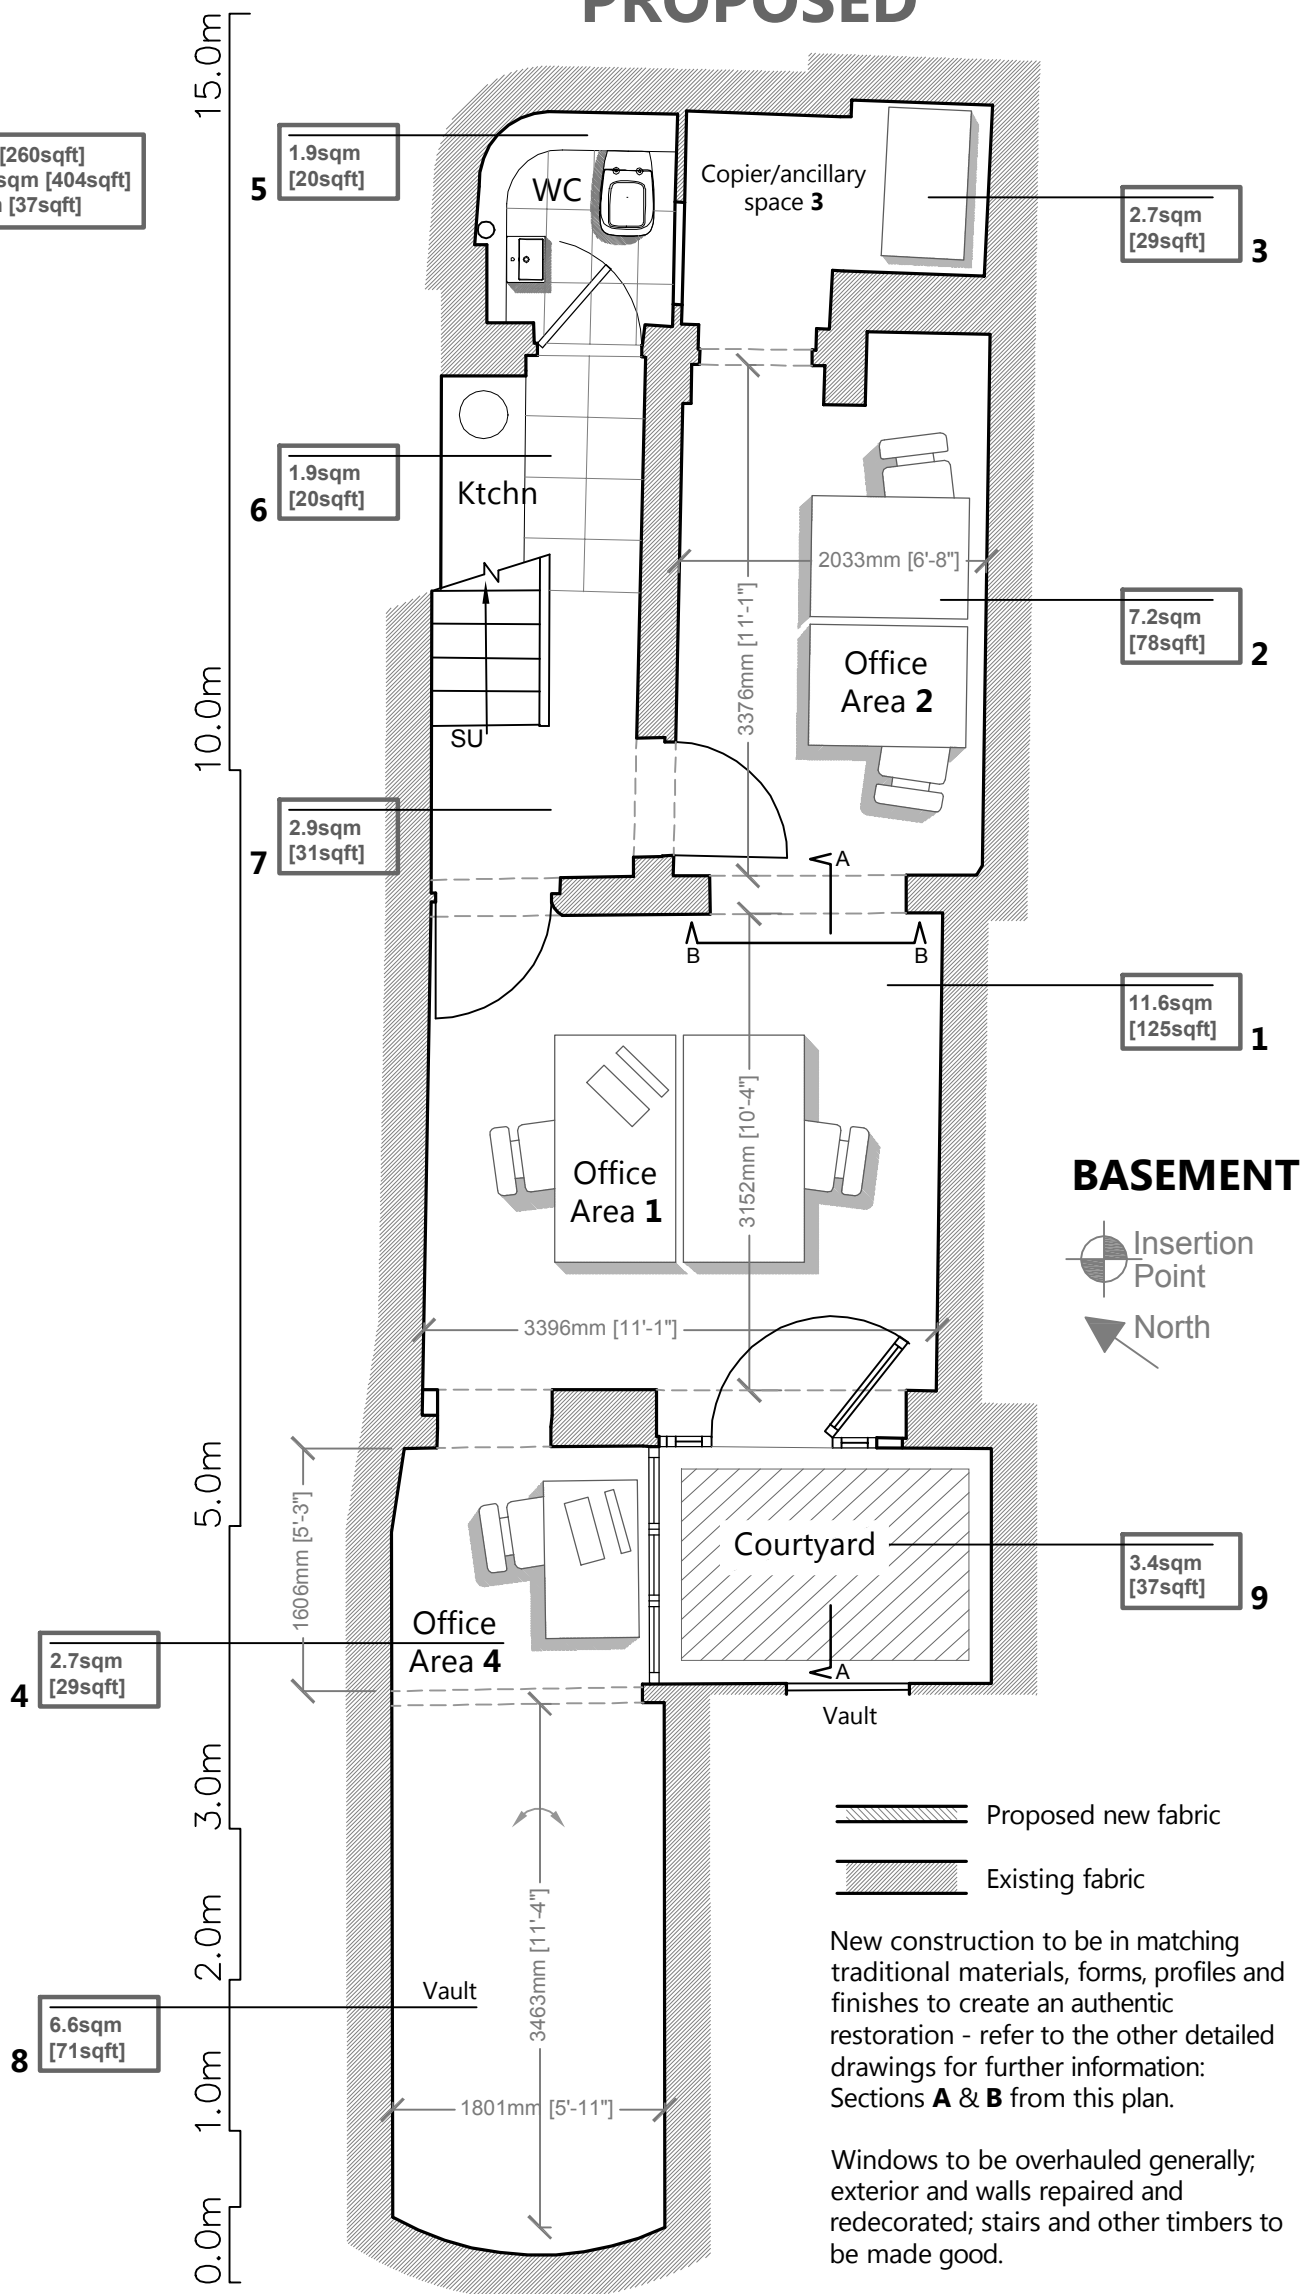 PROPOSED
15.0m
[260sqft]
sqm [404sqft]
[37sqft]
5
1.9sqm
[20sqft]
WC
Copier/ancillary
space 3
2.7sqm
[29sqft]
3
6
1.9sqm
[20sqft]
Ktchn
2033mm [6'-8"]
3376mm [11'-1"]
7.2sqm
[78sqft]
2
Office
Area 2
10.0m
SU
7
2.9sqm
[31sqft]
A
B
B
11.6sqm
[125sqft]
1
3152mm [10'-4"]
Office
Area 1
BASEMENT
Insertion
Point
North
3396mm [11'-1"]
5.0m
1606mm [5'-3"]
Courtyard
3.4sqm
[37sqft]
9
Office
Area 4
4
2.7sqm
[29sqft]
A
Vault
3.0m
Proposed new fabric
Existing fabric
2.0m
3463mm [11'-4"]
New construction to be in matching
traditional materials, forms, profiles and
finishes to create an authentic
restoration - refer to the other detailed
drawings for further information:
Sections A & B from this plan.
Vault
8
6.6sqm
[71sqft]
1.0m
1801mm [5'-11"]
Windows to be overhauled generally;
exterior and walls repaired and
redecorated; stairs and other timbers to
be made good.
0.0m